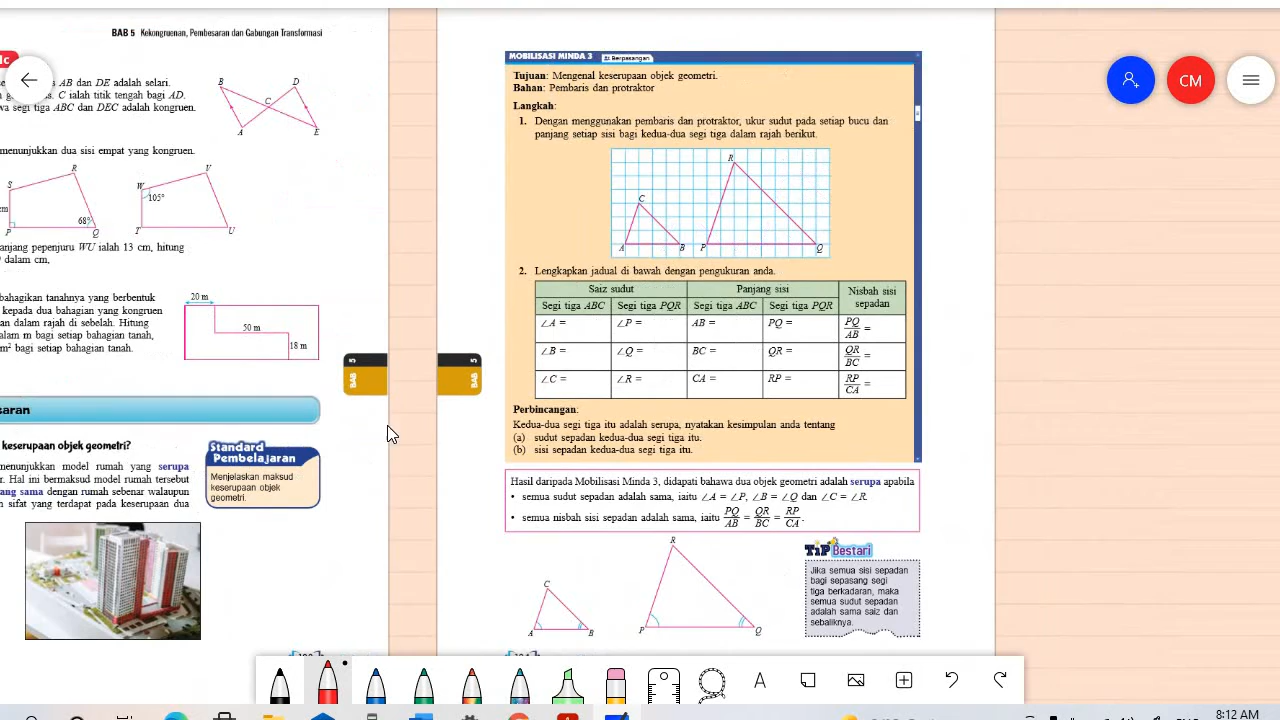 BAB 5 Kekongruenan, Pembesaran dan Gabungan Transformasi
AB dan DE adalah selari.
C ialah titik tengah bagi AD.
wa segi tiga ABC dan DEC adalah kongruen.
B
D
C
A
E
menunjukkan dua sisi empat yang kongruen.
S
R
cm
68°
P
Q
W
V
105°
T
U
anjang pepenjuru WU ialah 13 cm, hitung
dalam cm,
bahagikan tanahnya yang berbentuk
kepada dua bahagian yang kongruen
an dalam rajah di sebelah. Hitung
alam m bagi setiap bahagian tanah,
m² bagi setiap bahagian tanah.
20 m
50 m
18 m
BAB 5
saran
keserupaan objek geometri?
menunjukkan model rumah yang serupa
r. Hal ini bermaksud model rumah tersebut
ang sama dengan rumah sebenar walaupun
n sifat yang terdapat pada keserupaan dua
Standard
Pembelajaran
Menjelaskan maksud
keserupaan objek
geometri.
BAB 5
MOBILISASI MINDA 3 Berpasangan
Tujuan: Mengenal keserupaan objek geometri.
Bahan: Pembaris dan protraktor
Langkah:
1. Dengan menggunakan pembaris dan protraktor, ukur sudut pada setiap bucu dan
panjang setiap sisi bagi kedua-dua segi tiga dalam rajah berikut.
R
C
A
B
P
Q
2. Lengkapkan jadual di bawah dengan pengukuran anda.
Saiz sudut Panjang sisi Nisbah sisi sepadan
Segi tiga ABC Segi tiga PQR Segi tiga ABC Segi tiga PQR
∠A = ∠P = AB = PQ = PQ/AB =
∠B = ∠Q = BC = QR = QR/BC =
∠C = ∠R = CA = RP = RP/CA =
Perbincangan:
Kedua-dua segi tiga itu adalah serupa, nyatakan kesimpulan anda tentang
(a) sudut sepadan kedua-dua segi tiga itu.
(b) sisi sepadan kedua-dua segi tiga itu.
Hasil daripada Mobilisasi Minda 3, didapati bahawa dua objek geometri adalah serupa apabila
• semua sudut sepadan adalah sama, iaitu ∠A = ∠P, ∠B = ∠Q dan ∠C = ∠R.
• semua nisbah sisi sepadan adalah sama, iaitu PQ/AB = QR/BC = RP/CA.
R
C
A
B
P
Q
TiP Bestari
Jika semua sisi sepadan
bagi sepasang segi
tiga berkadaran, maka
semua sudut sepadan
adalah sama saiz dan
sebaliknya.
CM
A
8:12 AM